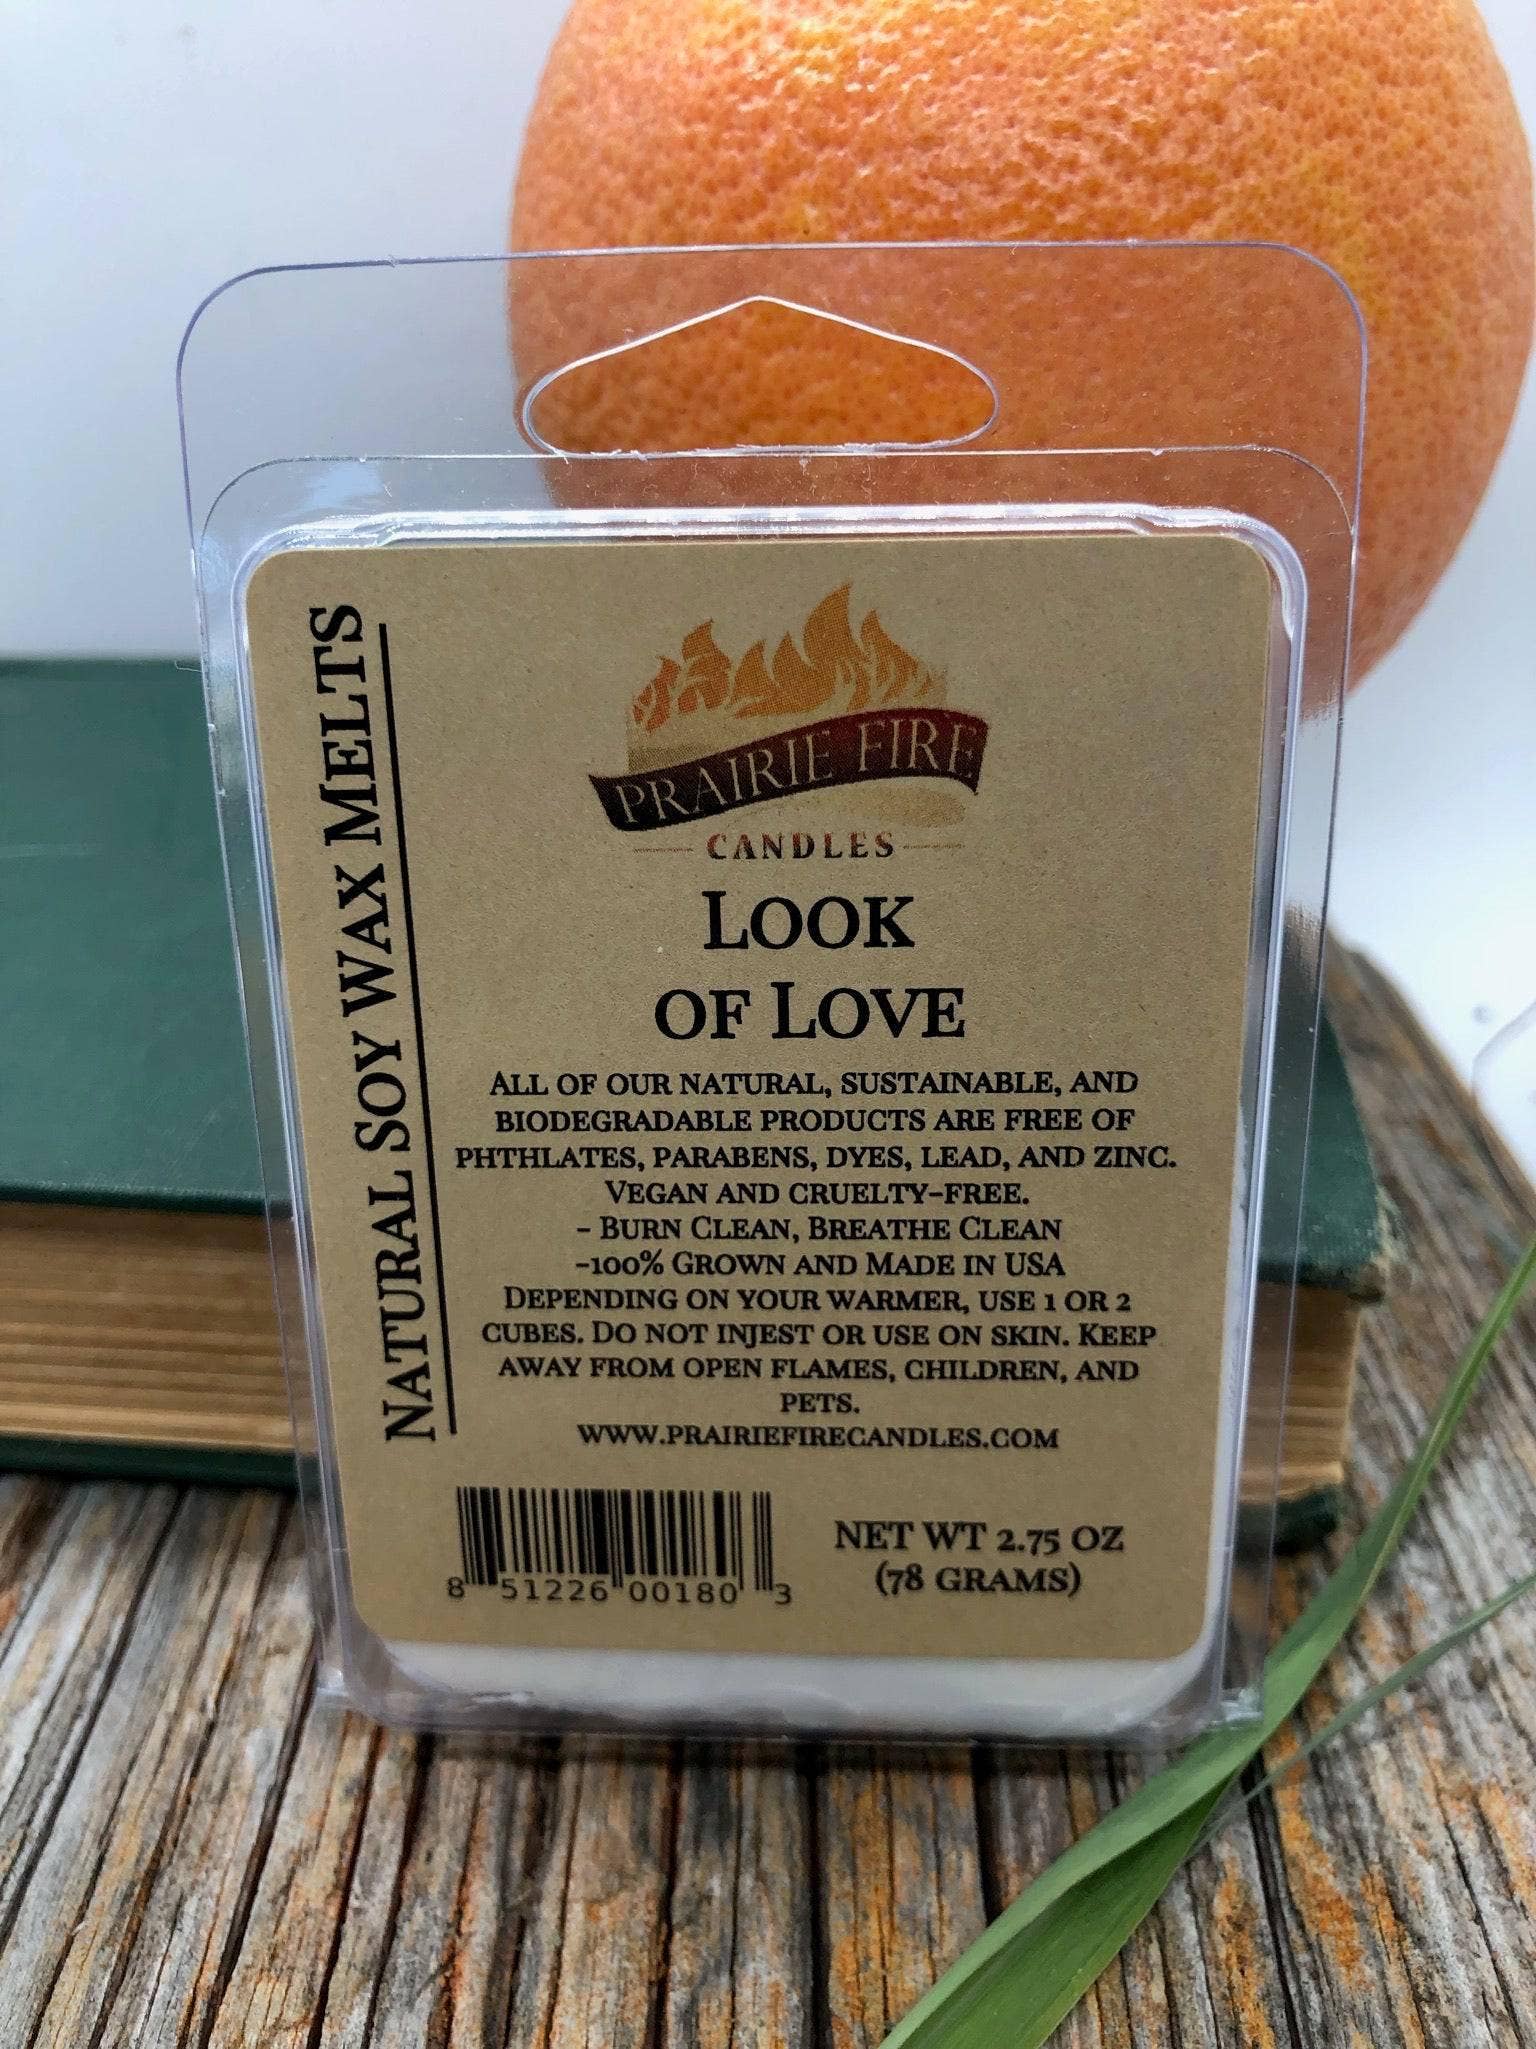 NATURAL SOY WAX MELTS
PRAIRIE FIRE
CANDLES
LOOK
OF LOVE
ALL OF OUR NATURAL, SUSTAINABLE, AND
BIODEGRADABLE PRODUCTS ARE FREE OF
PHTHLATES, PARABENS, DYES, LEAD, AND ZINC.
VEGAN AND CRUELTY-FREE.
- BURN CLEAN, BREATHE CLEAN
-100% GROWN AND MADE IN USA
DEPENDING ON YOUR WARMER, USE 1 OR 2
CUBES. DO NOT INJEST OR USE ON SKIN. KEEP
AWAY FROM OPEN FLAMES, CHILDREN, AND
PETS.
WWW.PRAIRIEFIRECANDLES.COM
8 51226 00180 3
NET WT 2.75 OZ
(78 GRAMS)